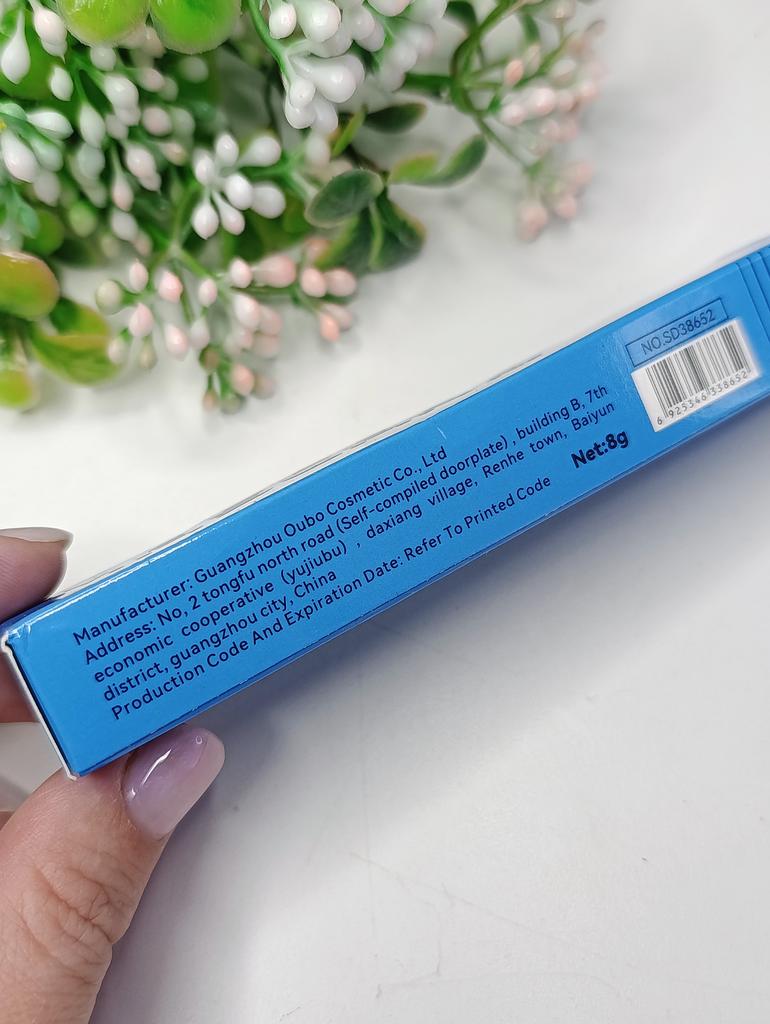 Manufacturer: Guangzhou Oubo Cosmetic Co., Ltd
Address: No, 2 tongfu north road (Self-compiled doorplate) , building B, 7th
economic cooperative (yujiubu) , daxiang village, Renhe town, Baiyun
district, guangzhou city, China
Production Code And Expiration Date: Refer To Printed Code
Net:8g
NO.SD38652
6 925346 338652